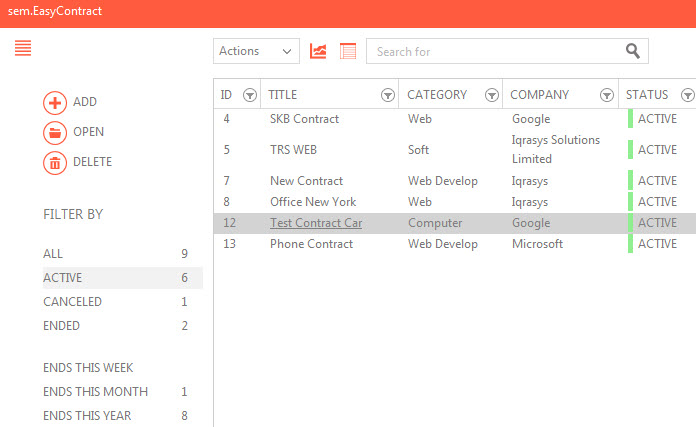 sem.EasyContract
Actions
Search for
ADD
OPEN
DELETE
FILTER BY
ALL 9
ACTIVE 6
CANCELED 1
ENDED 2
ENDS THIS WEEK
ENDS THIS MONTH 1
ENDS THIS YEAR 8
ID TITLE CATEGORY COMPANY STATUS
4 SKB Contract Web Google ACTIVE
5 TRS WEB Soft Iqrasys Solutions Limited ACTIVE
7 New Contract Web Develop Iqrasys ACTIVE
8 Office New York Web Iqrasys ACTIVE
12 Test Contract Car Computer Google ACTIVE
13 Phone Contract Web Develop Microsoft ACTIVE